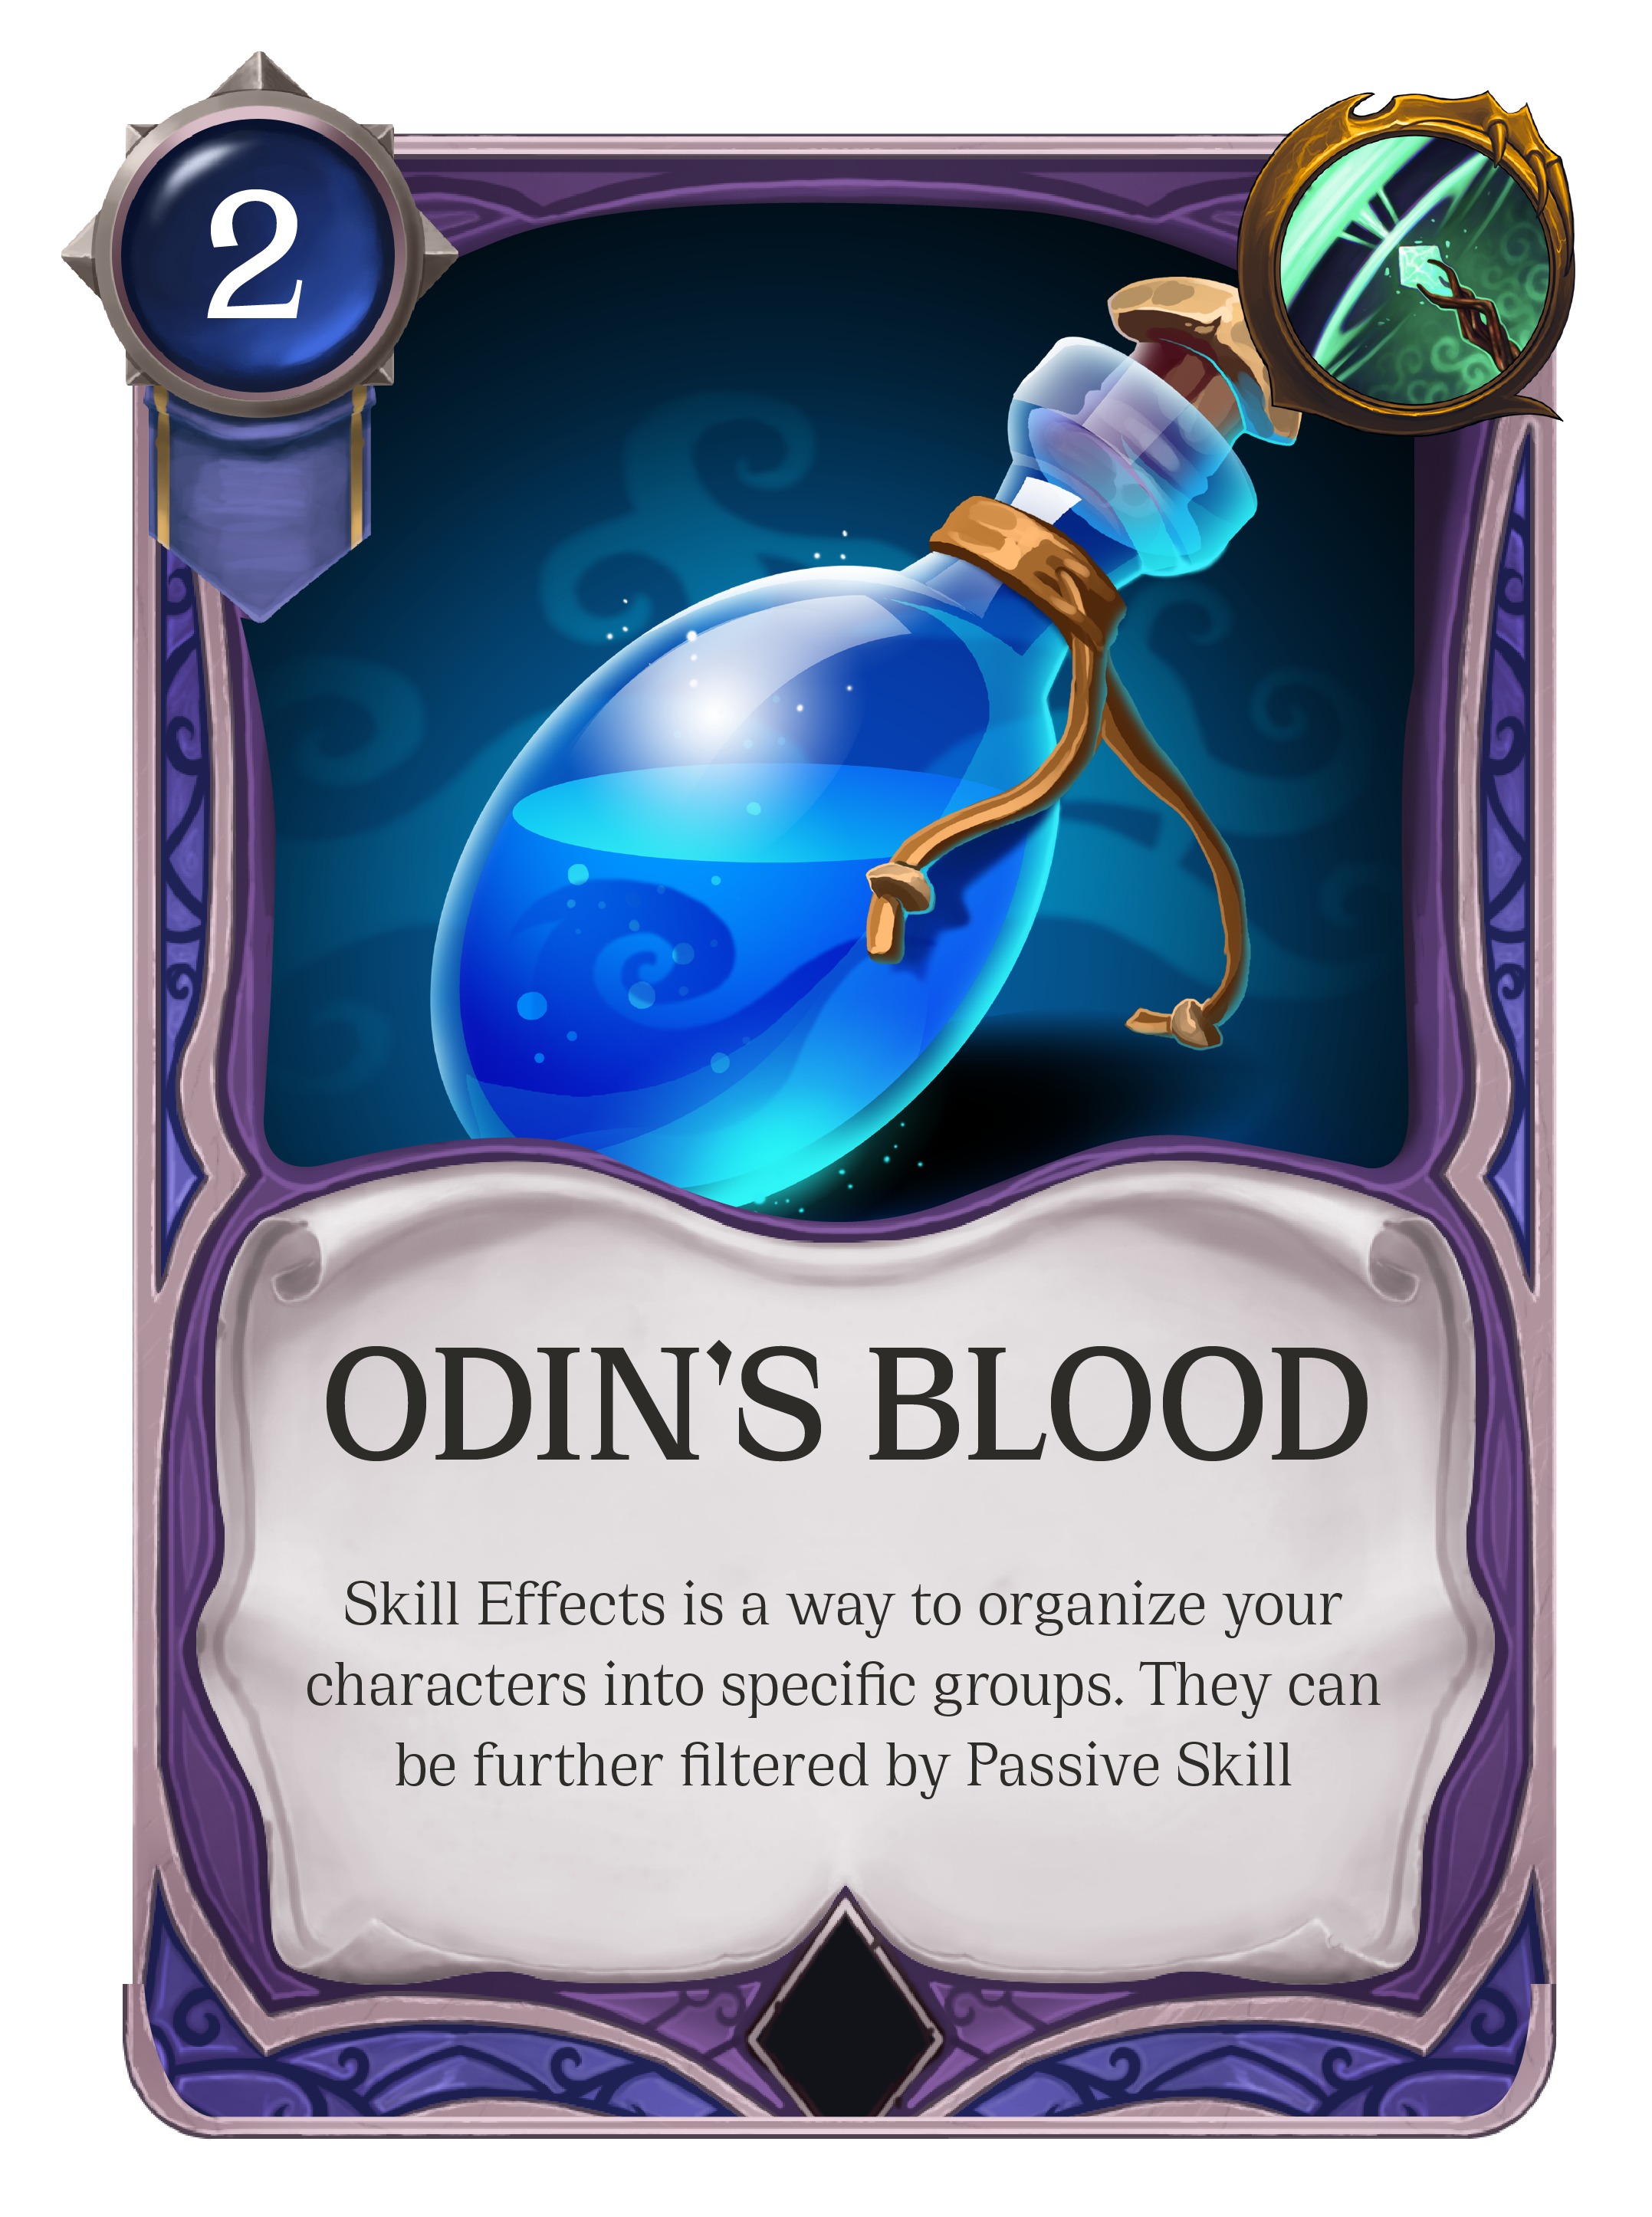 2
ODIN'S BLOOD
Skill Effects is a way to organize your
characters into specific groups. They can
be further filtered by Passive Skill